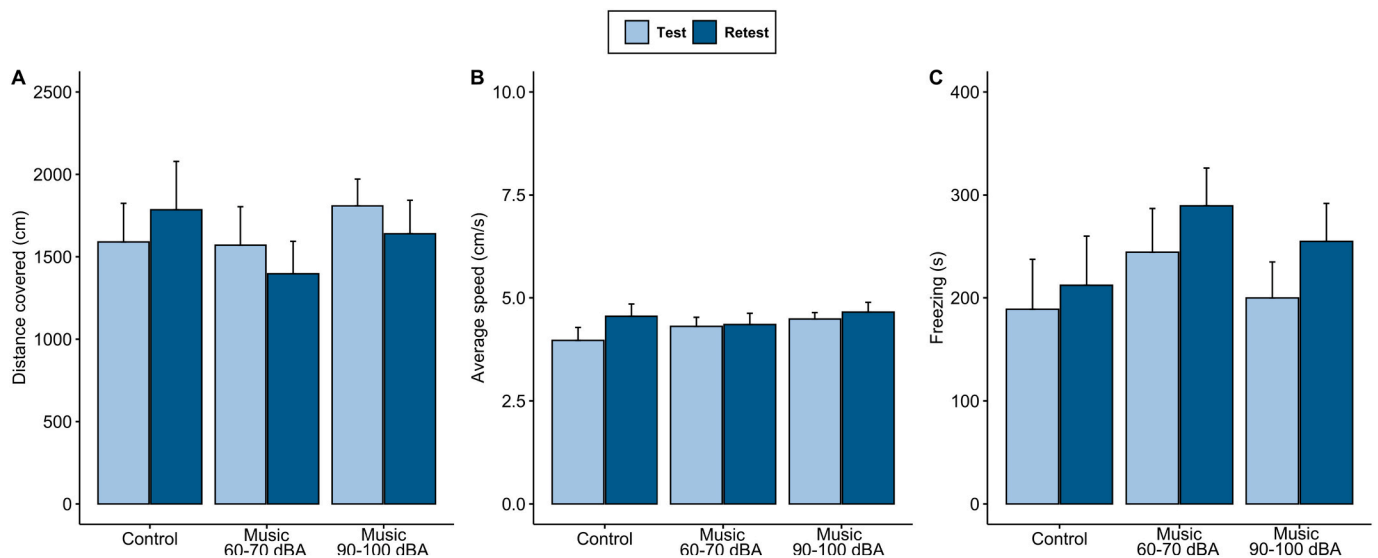 Test Retest
A
Distance covered (cm)
2500
2000
1500
1000
500
0
Control
Music
60-70 dBA
Music
90-100 dBA
B
Average speed (cm/s)
10.0
7.5
5.0
2.5
0.0
Control
Music
60-70 dBA
Music
90-100 dBA
C
Freezing (s)
400
300
200
100
0
Control
Music
60-70 dBA
Music
90-100 dBA